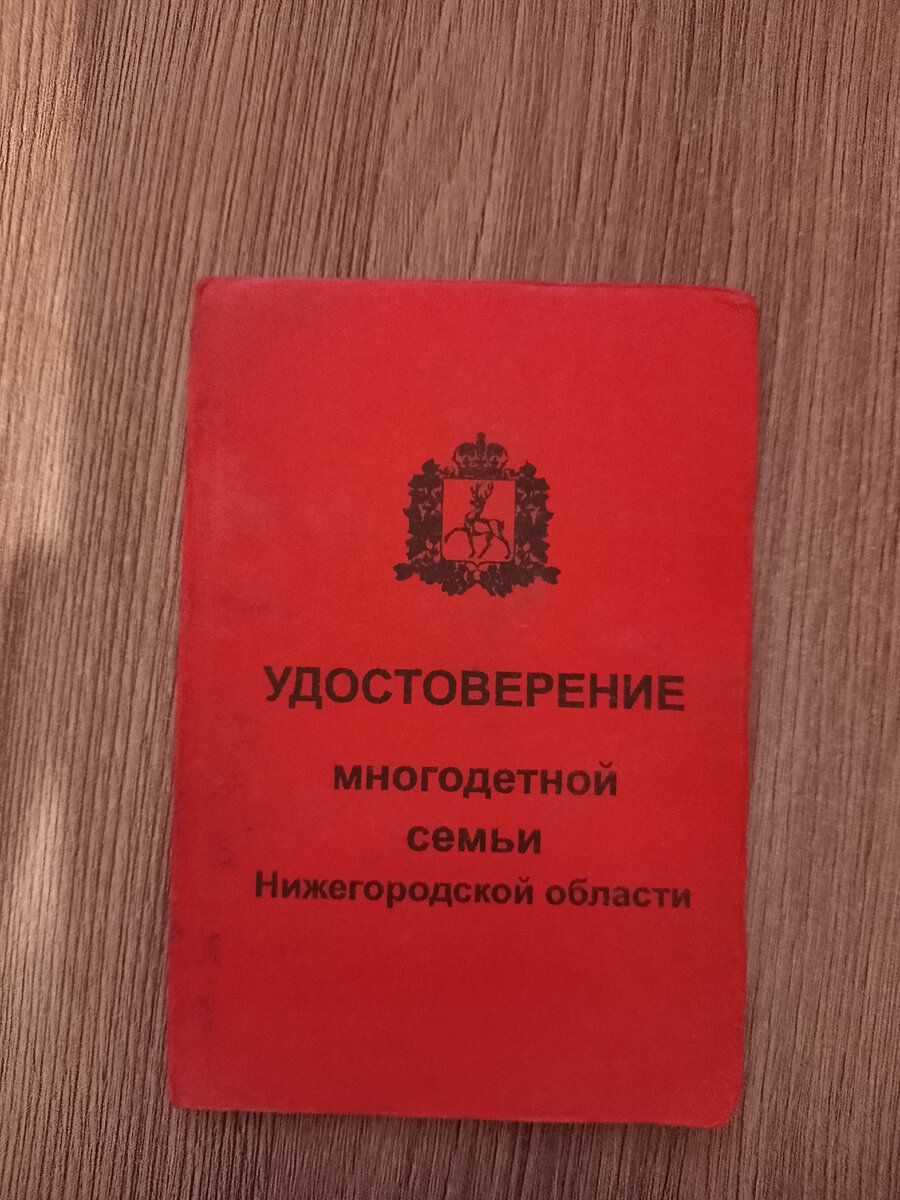 УДОСТОВЕРЕНИЕ
многодетной
семьи
Нижегородской области